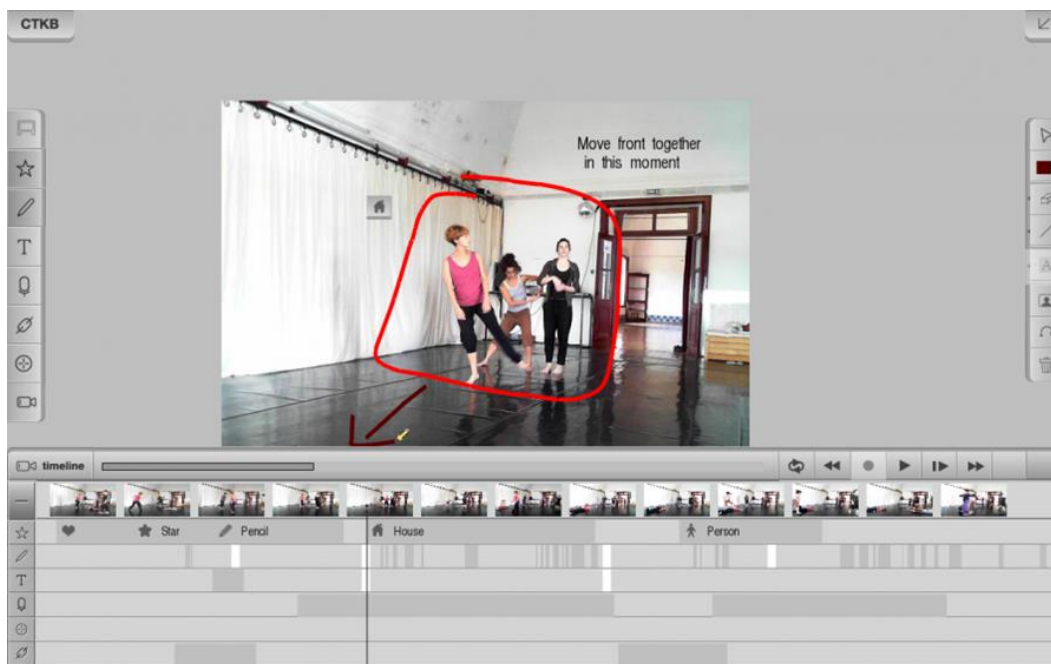 CTKB
Move front together
in this moment
T
timeline
Star
Pencil
House
Person
T